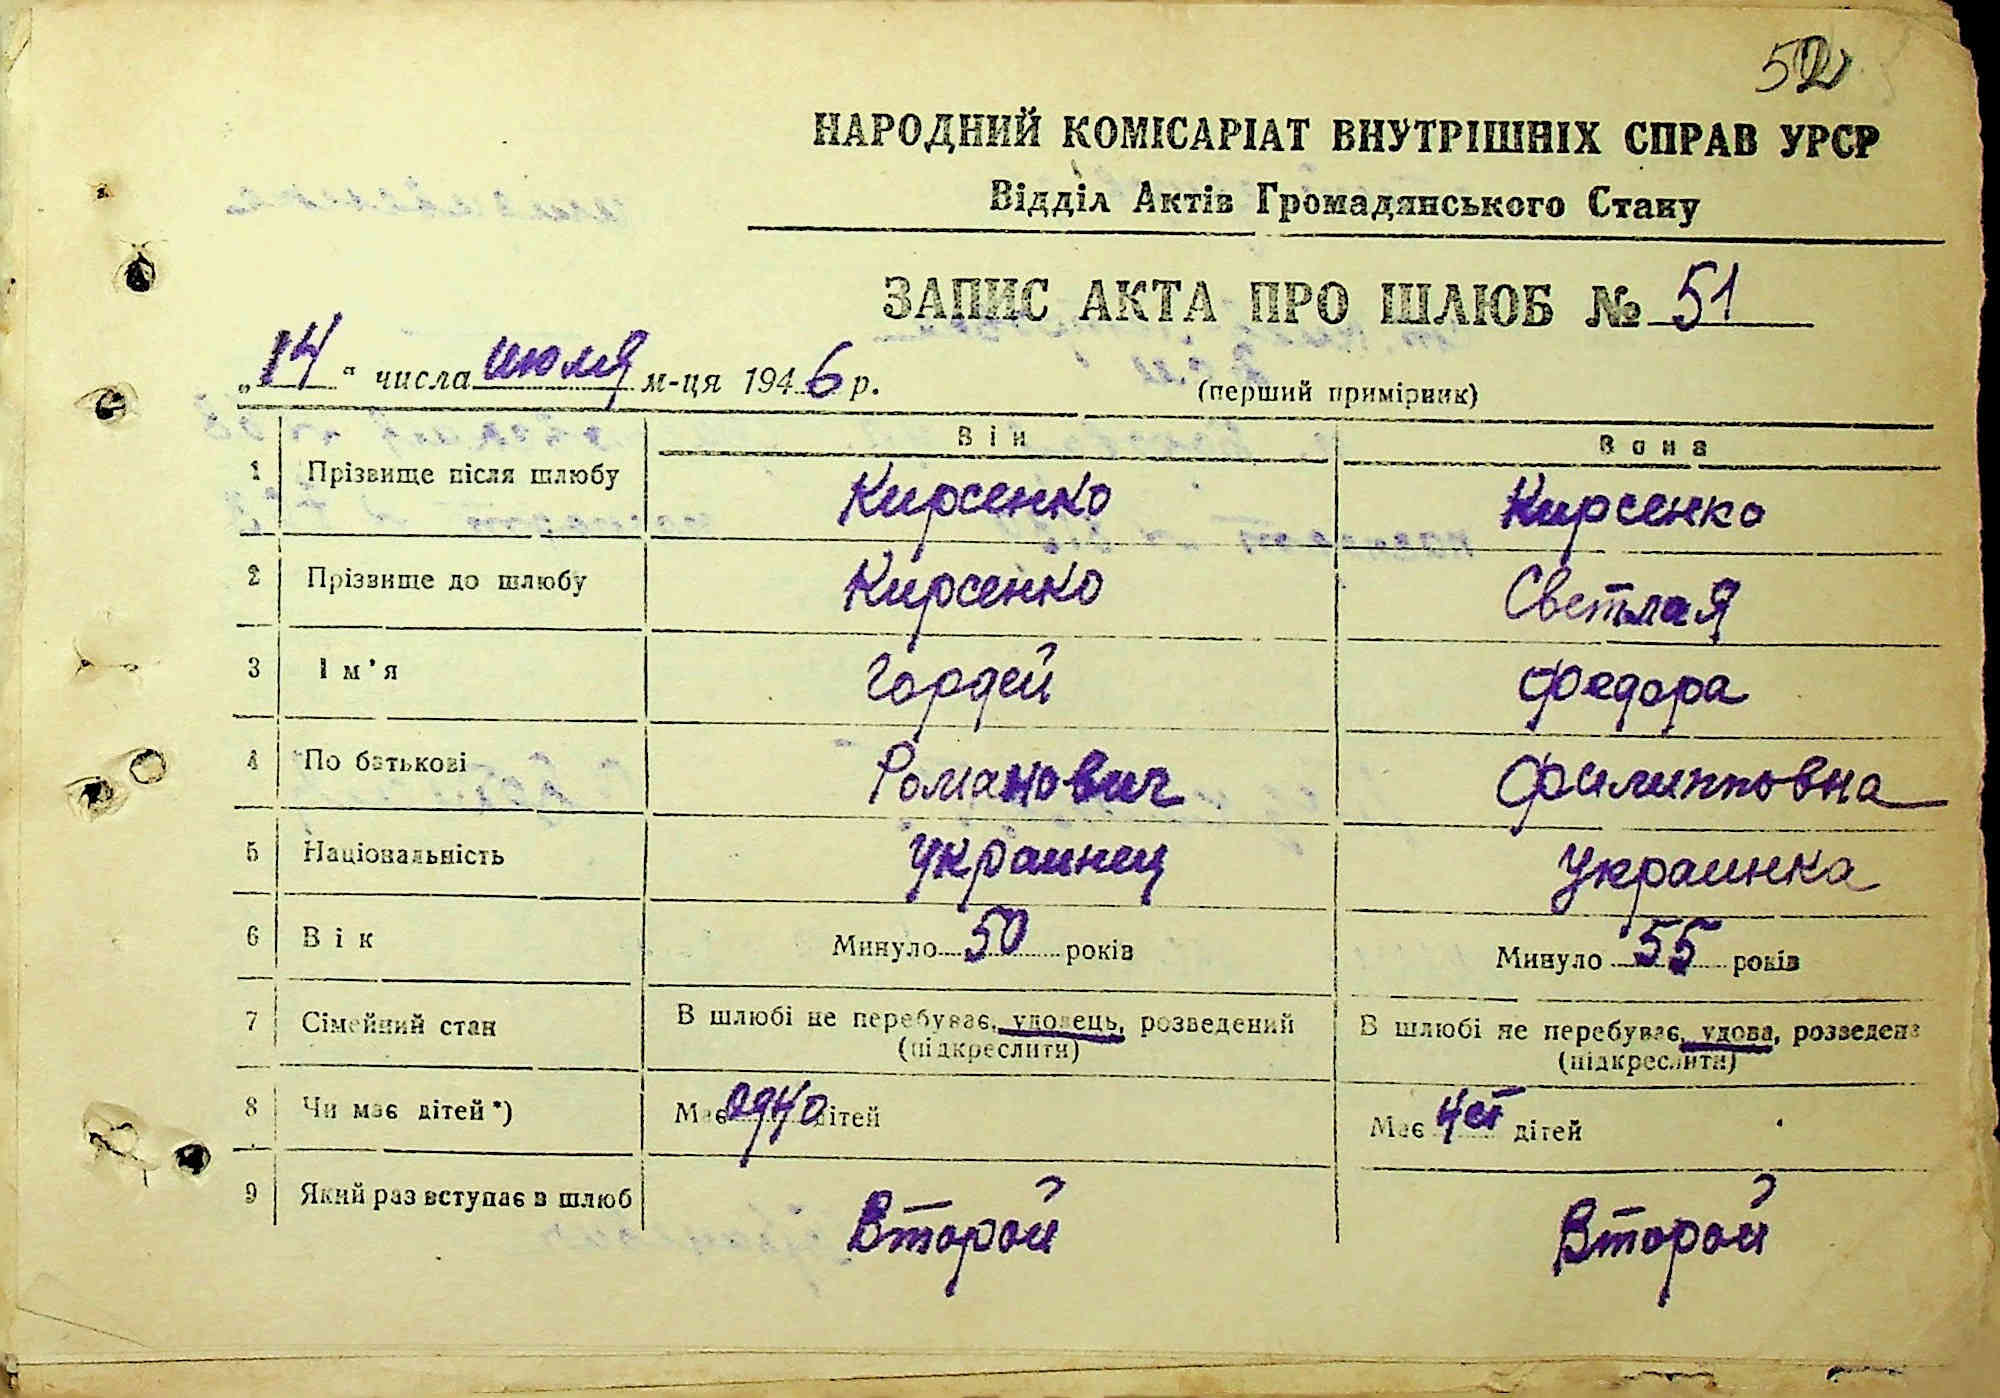 52
НАРОДНИЙ КОМІСАРІАТ ВНУТРІШНІХ СПРАВ УРСР
Відділ Актів Громадянського Стану
ЗАПИС АКТА ПРО ШЛЮБ № 51
„14“ числа июля м-ця 1946 р.
(перший примірник)
Він Вона
1 Прізвище після шлюбу Кирсенко Кирсенко
2 Прізвище до шлюбу Кирсенко Светлая
3 Ім'я Гордей Федора
4 По батькові Романович Филипповна
5 Національність Украинец Украинка
6 Вік Минуло 50 років Минуло 55 років
7 Сімейний стан В шлюбі не перебуває, удовець, розведений В шлюбі не перебуває, удова, розведена
(підкреслити) (підкреслити)
8 Чи має дітей*) Має одно дітей Має дітей
9 Який раз вступає в шлюб Второй Второй